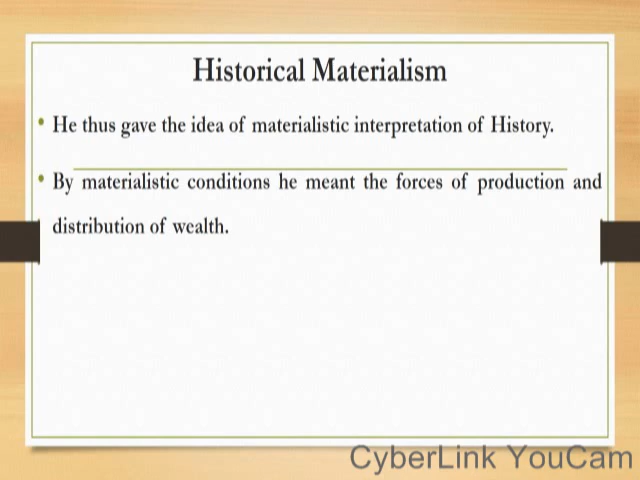 Historical Materialism
• He thus gave the idea of materialistic interpretation of History.
• By materialistic conditions he meant the forces of production and
distribution of wealth.
CyberLink YouCam